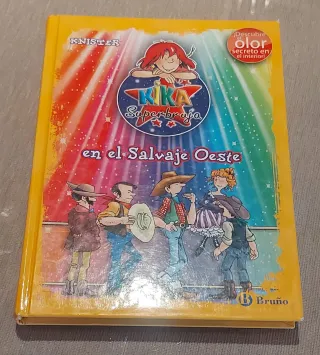 KNISTER
¡Descubre el
olor
secreto en
el interior!
KIKA
Superbruja
en el Salvaje Oeste
B Bruño